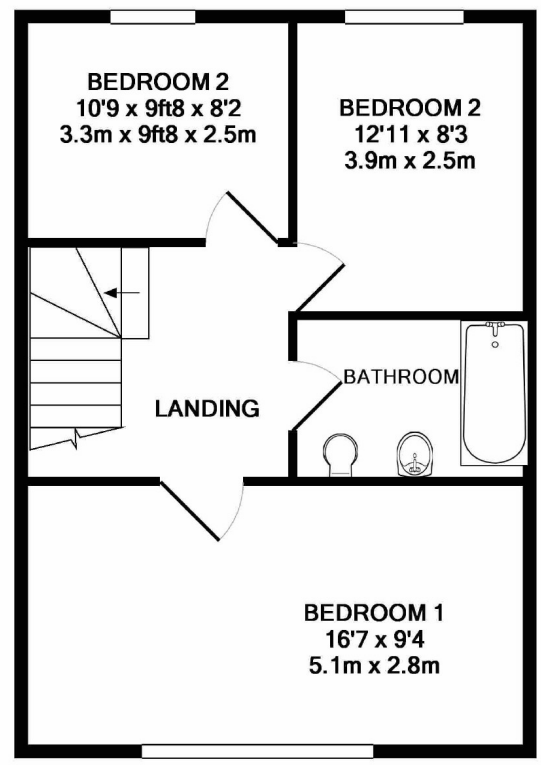 BEDROOM 2
10'9 x 9ft8 x 8'2
3.3m x 9ft8 x 2.5m
BEDROOM 2
12'11 x 8'3
3.9m x 2.5m
BATHROOM
LANDING
BEDROOM 1
16'7 x 9'4
5.1m x 2.8m